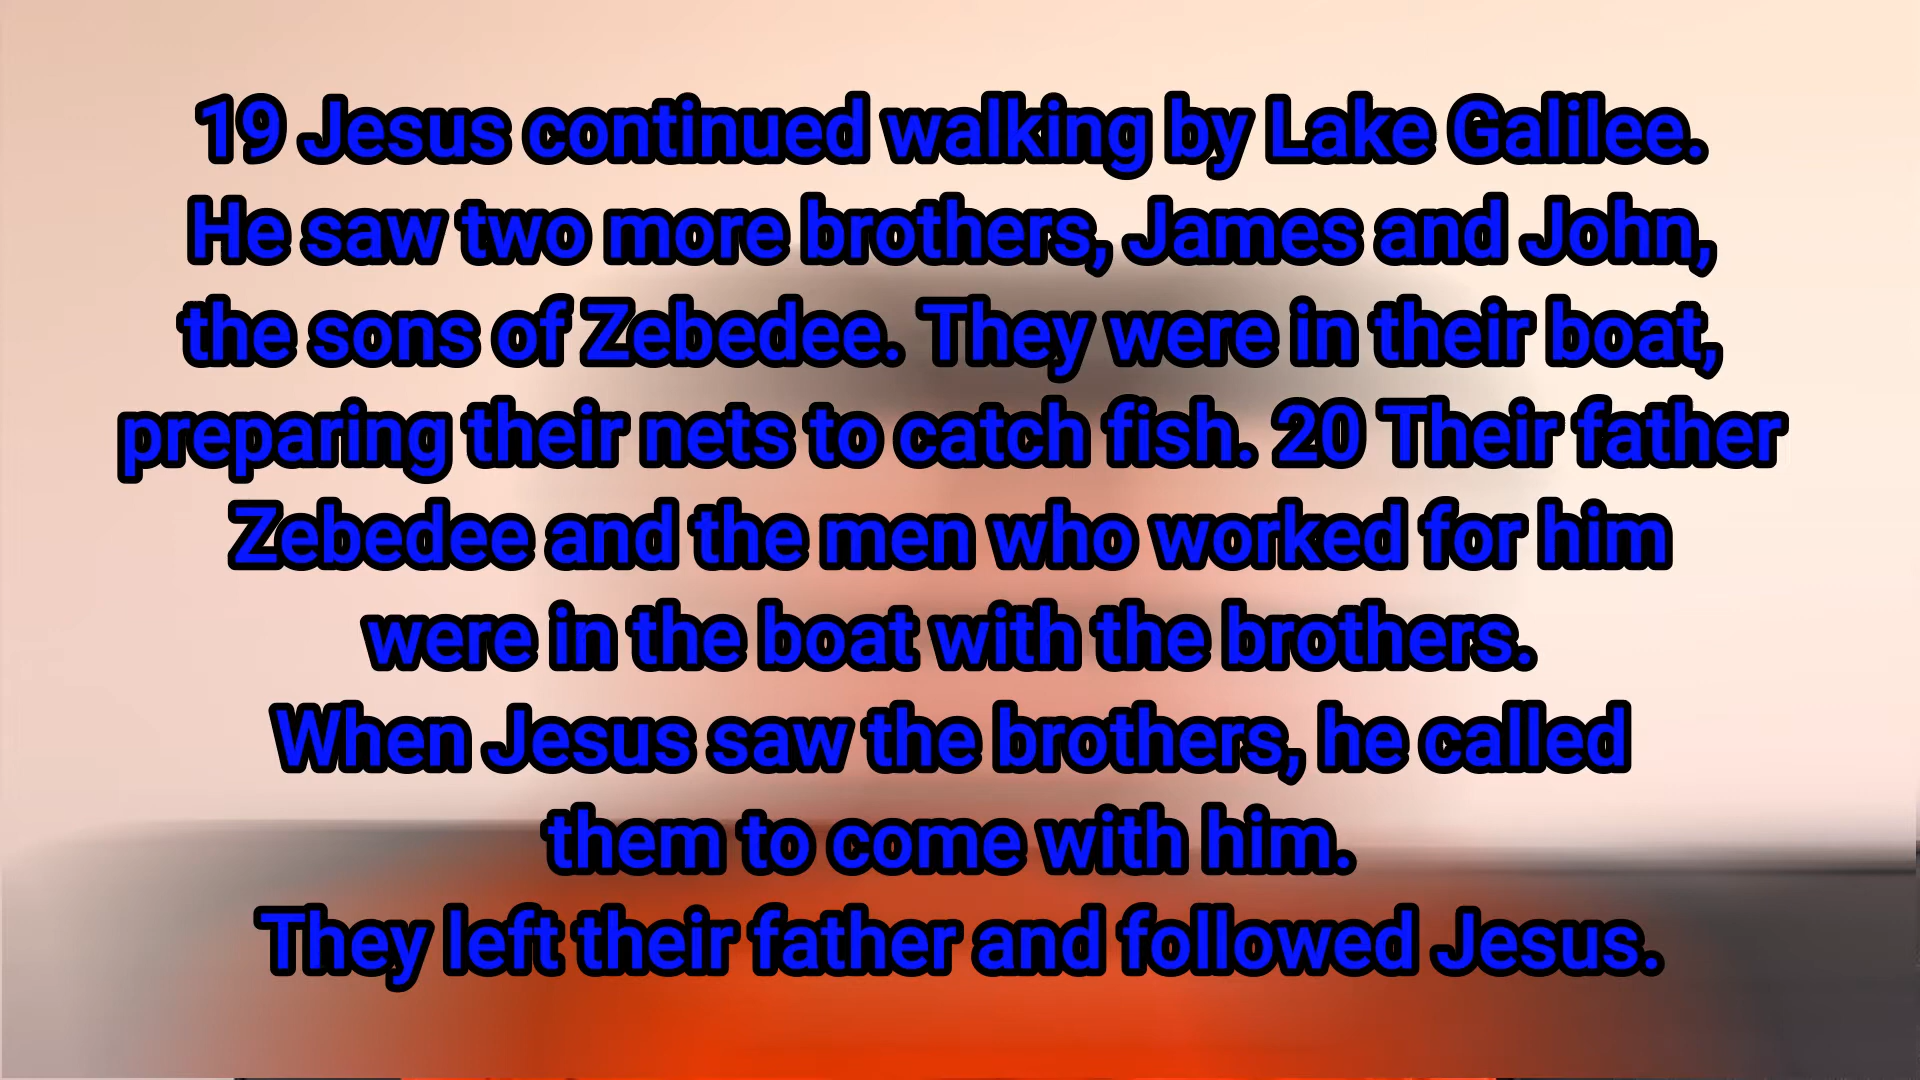 19 Jesus continued walking by Lake Galilee.
He saw two more brothers, James and John,
the sons of Zebedee. They were in their boat,
preparing their nets to catch fish. 20 Their father
Zebedee and the men who worked for him
were in the boat with the brothers.
When Jesus saw the brothers, he called
them to come with him.
They left their father and followed Jesus.